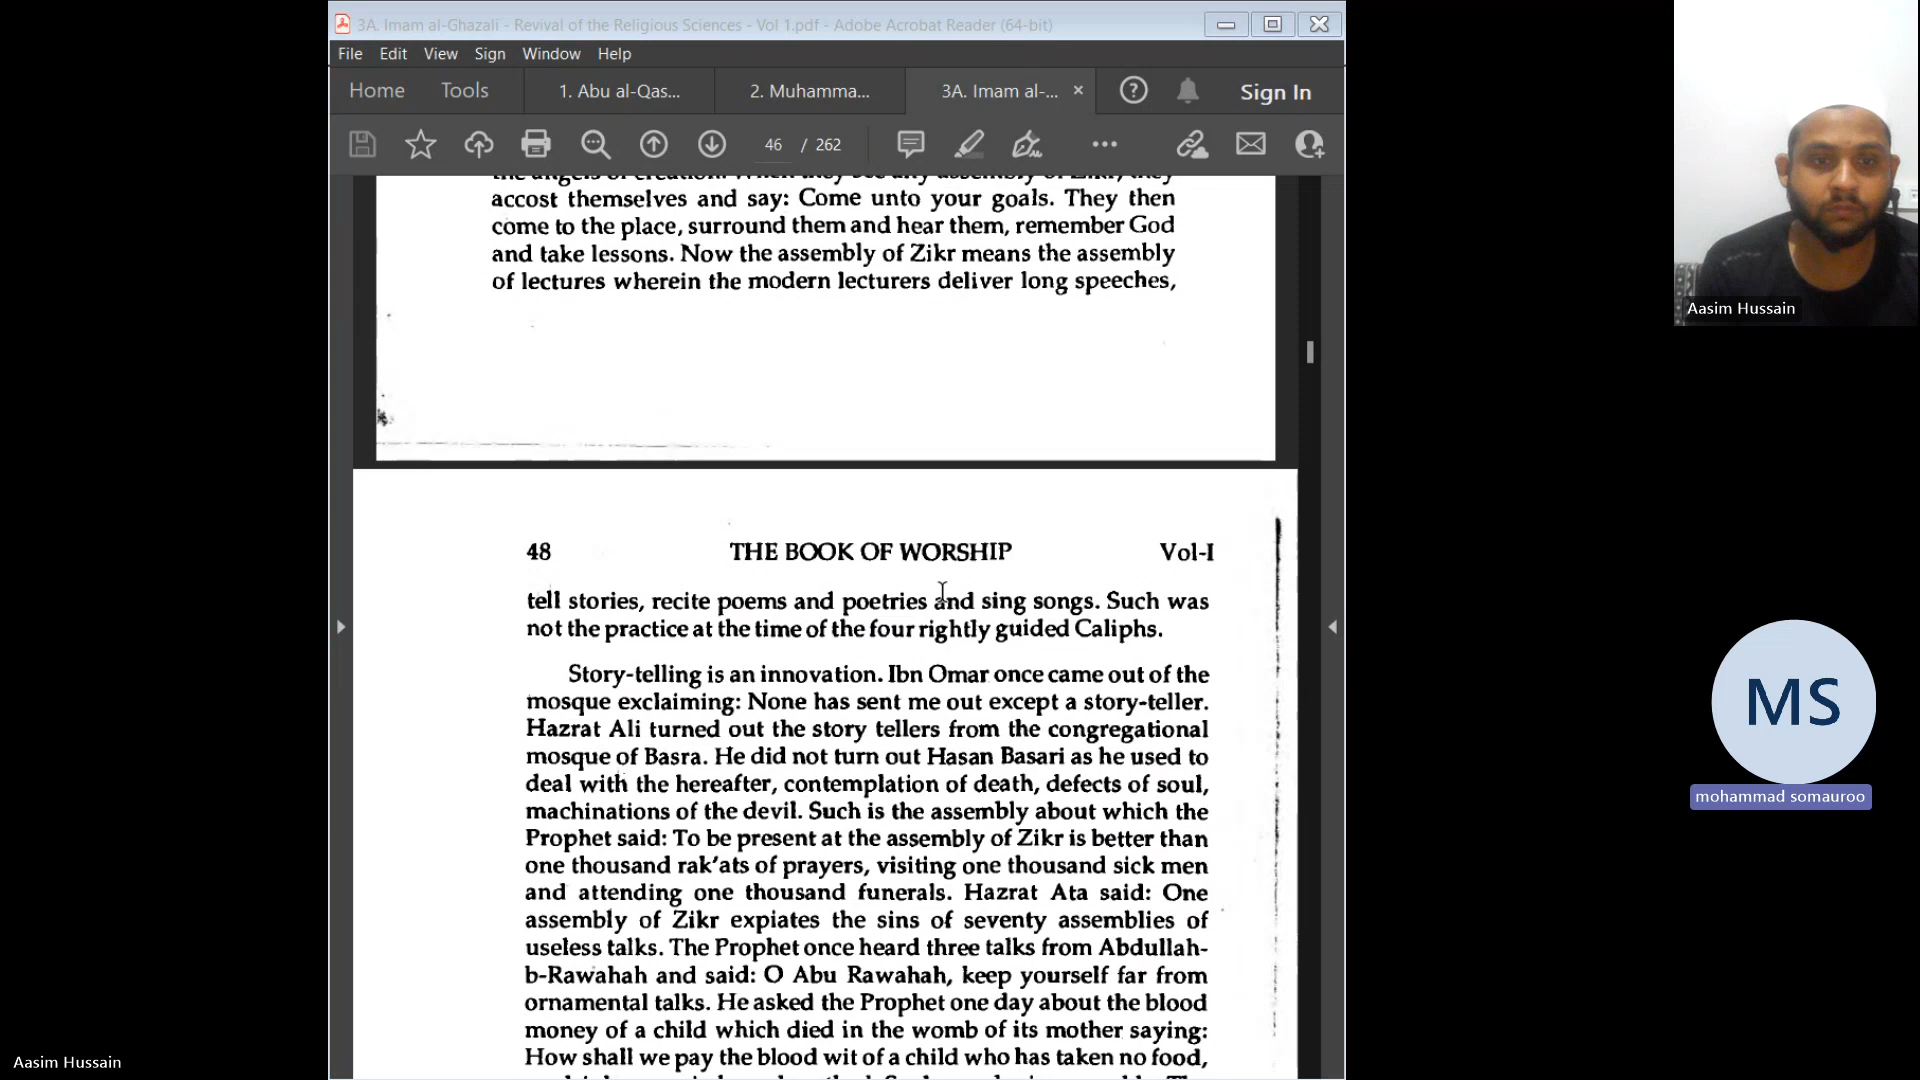 3A. Imam al-Ghazali - Revival of the Religious Sciences - Vol 1.pdf - Adobe Acrobat Reader (64-bit)
File Edit View Sign Window Help
Home Tools 1. Abu al-Qas... 2. Muhamma... 3A. Imam al-... × Sign In
46 / 262
accost themselves and say: Come unto your goals. They then
come to the place, surround them and hear them, remember God
and take lessons. Now the assembly of Zikr means the assembly
of lectures wherein the modern lecturers deliver long speeches,
48 THE BOOK OF WORSHIP Vol-I
tell stories, recite poems and poetries and sing songs. Such was
not the practice at the time of the four rightly guided Caliphs.
Story-telling is an innovation. Ibn Omar once came out of the
mosque exclaiming: None has sent me out except a story-teller.
Hazrat Ali turned out the story tellers from the congregational
mosque of Basra. He did not turn out Hasan Basari as he used to
deal with the hereafter, contemplation of death, defects of soul,
machinations of the devil. Such is the assembly about which the
Prophet said: To be present at the assembly of Zikr is better than
one thousand rak'ats of prayers, visiting one thousand sick men
and attending one thousand funerals. Hazrat Ata said: One
assembly of Zikr expiates the sins of seventy assemblies of
useless talks. The Prophet once heard three talks from Abdullah-
b-Rawahah and said: O Abu Rawahah, keep yourself far from
ornamental talks. He asked the Prophet one day about the blood
money of a child which died in the womb of its mother saying:
How shall we pay the blood wit of a child who has taken no food,
Aasim Hussain
MS
mohammad somauroo
Aasim Hussain